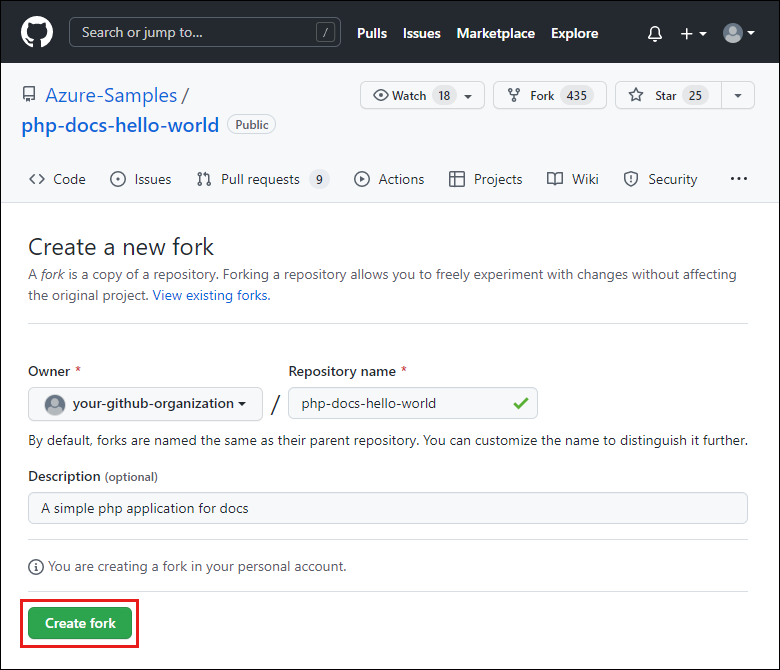 Search or jump to... /
Pulls Issues Marketplace Explore
Azure-Samples /
php-docs-hello-world Public
Watch 18 Fork 435 Star 25
Code Issues Pull requests 9 Actions Projects Wiki Security ...
Create a new fork
A fork is a copy of a repository. Forking a repository allows you to freely experiment with changes without affecting
the original project. View existing forks.
Owner * Repository name *
your-github-organization / php-docs-hello-world
By default, forks are named the same as their parent repository. You can customize the name to distinguish it further.
Description (optional)
A simple php application for docs
You are creating a fork in your personal account.
Create fork